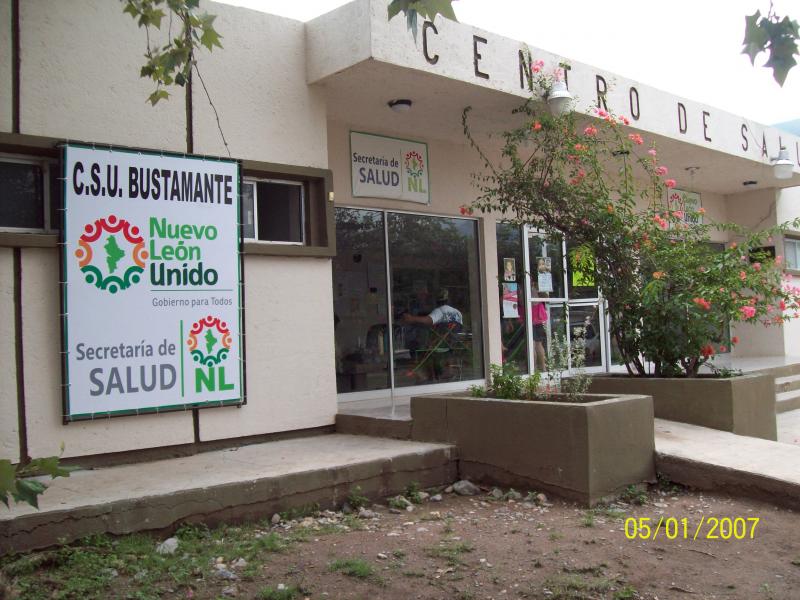 CENTRO DE SALU
C.S.U. BUSTAMANTE
Nuevo
León
Unido
Gobierno para Todos
Secretaría de
SALUD
NL
Secretaría de
SALUD
NL
05/01/2007